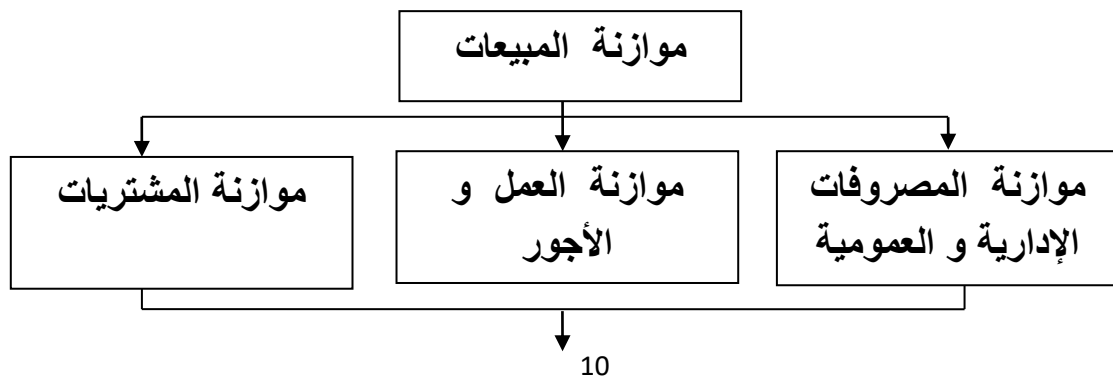 موازنة المبيعات
موازنة المصروفات
الإدارية و العمومية
موازنة العمل و
الأجور
موازنة المشتريات
10